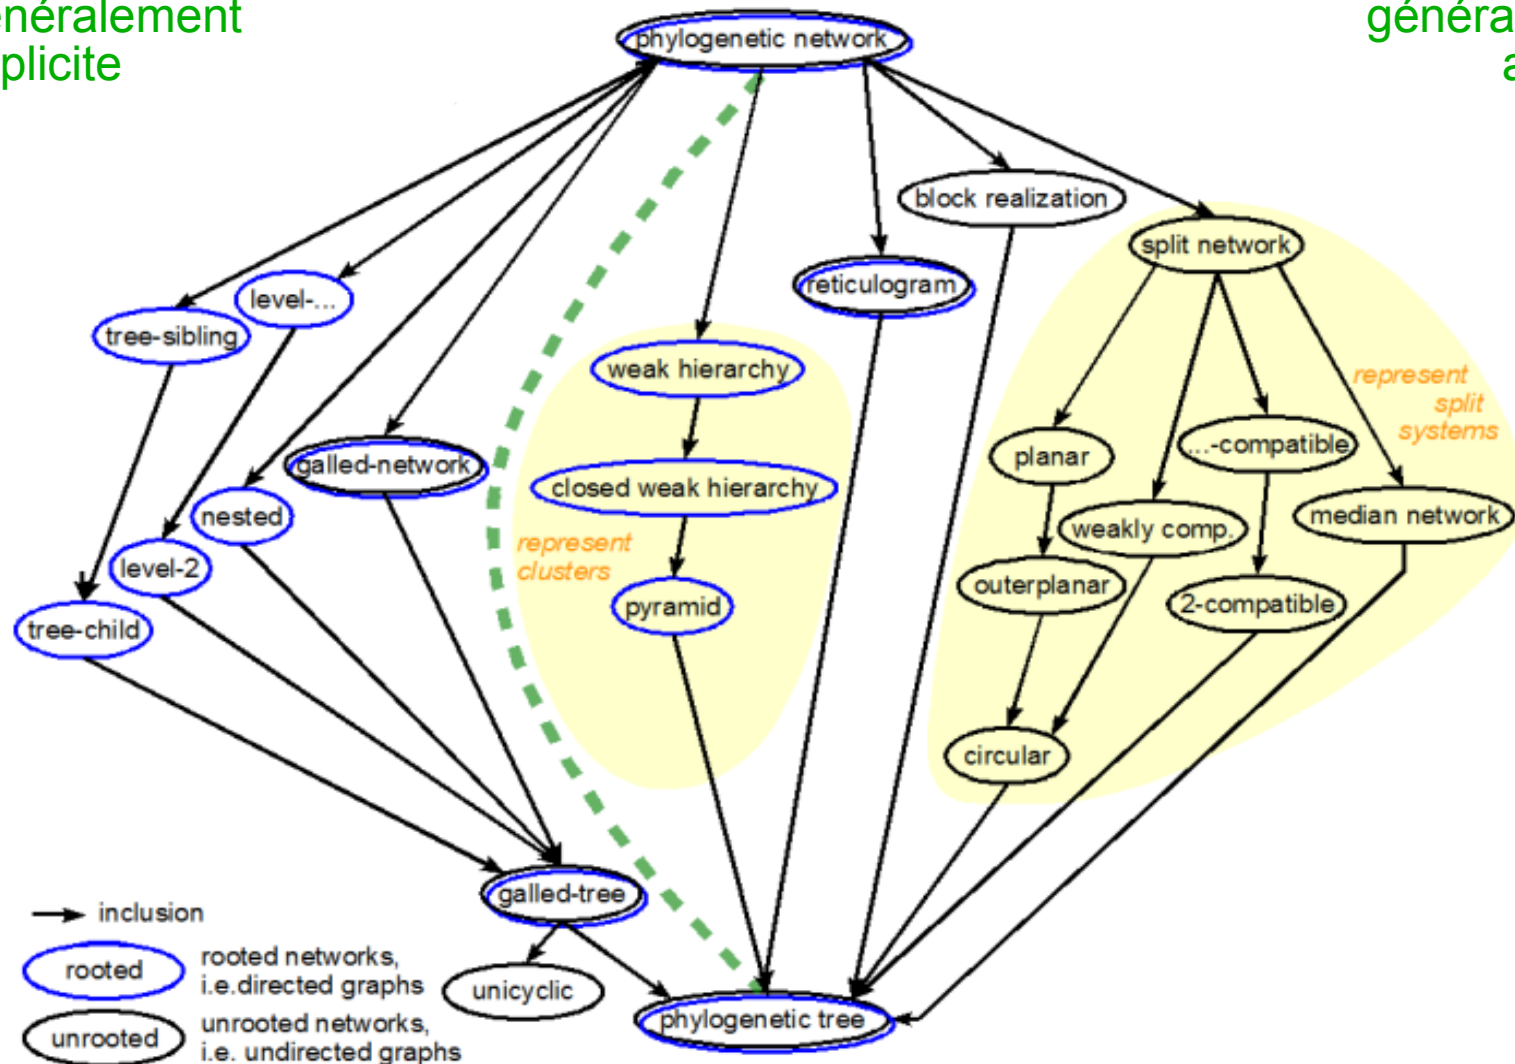 énéralement
plicite
généra
a
phylogenetic network
block realization
split network
level-...
reticulogram
tree-sibling
weak hierarchy
represent
split
systems
...-compatible
planar
galled-network
closed weak hierarchy
nested
weakly comp.
median network
represent
clusters
level-2
outerplanar
pyramid
2-compatible
tree-child
circular
galled-tree
inclusion
rooted
rooted networks,
i.e.directed graphs
unicyclic
phylogenetic tree
unrooted
unrooted networks,
i.e. undirected graphs